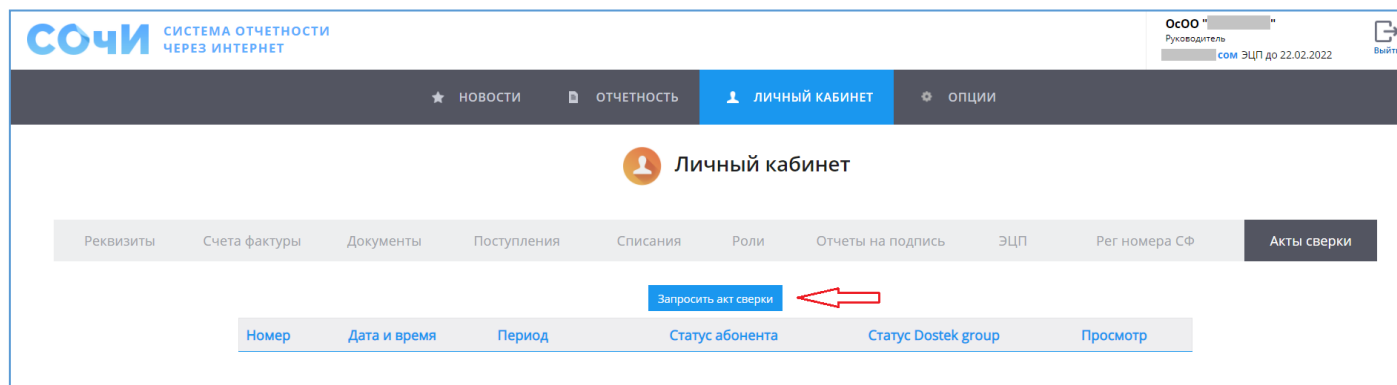 СОчИ
СИСТЕМА ОТЧЕТНОСТИ
ЧЕРЕЗ ИНТЕРНЕТ
ОсОО " "
Руководитель
сом ЭЦП до 22.02.2022
Выйти
НОВОСТИ ОТЧЕТНОСТЬ ЛИЧНЫЙ КАБИНЕТ ОПЦИИ
Личный кабинет
Реквизиты Счета фактуры Документы Поступления Списания Роли Отчеты на подпись ЭЦП Рег номера СФ Акты сверки
Запросить акт сверки
Номер Дата и время Период Статус абонента Статус Dostek group Просмотр